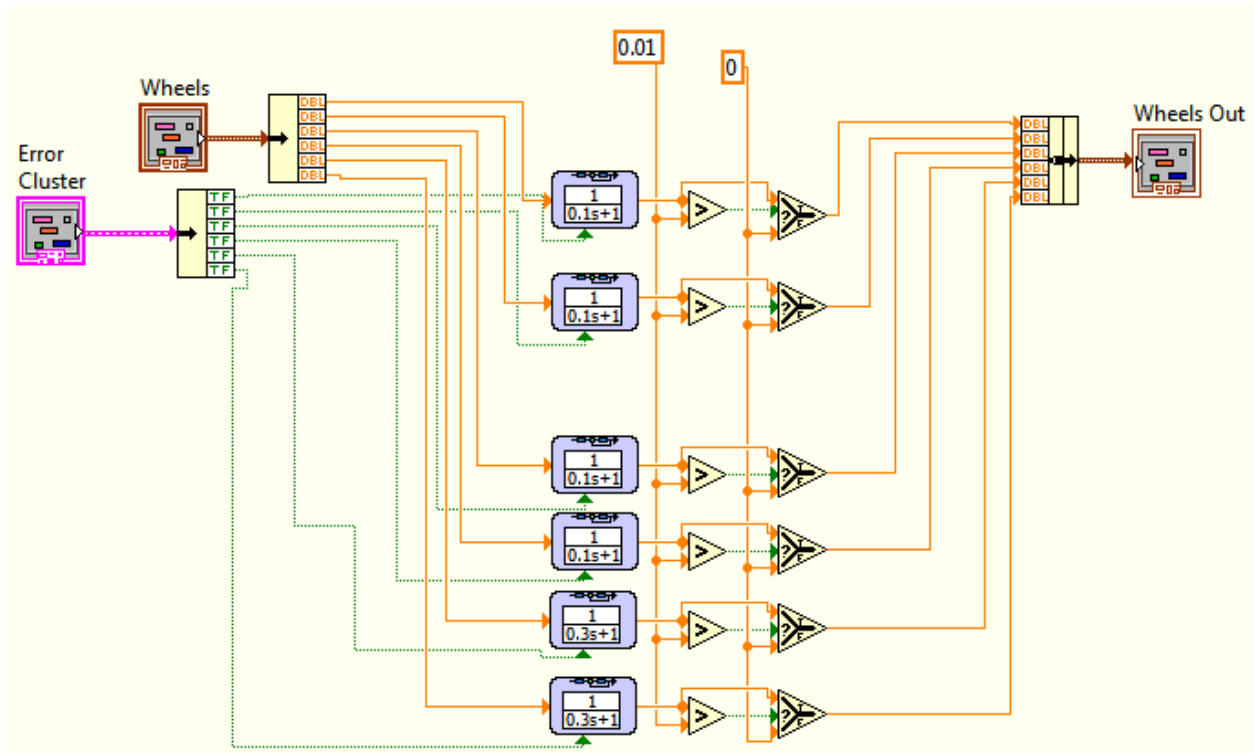 0.01
0
Wheels
Wheels Out
Error
Cluster
DBL
DBL
DBL
DBL
DBL
DBL
TF
TF
TF
TF
TF
TF
DBL
DBL
DBL
DBL
DBL
DBL
1
0.1s+1
>
? T F
1
0.1s+1
>
? T F
1
0.1s+1
>
? T F
1
0.1s+1
>
? T F
1
0.3s+1
>
? T F
1
0.3s+1
>
? T F